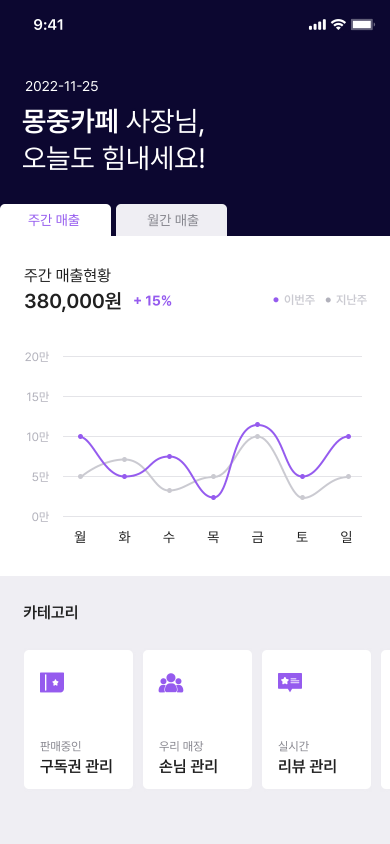 9:41
2022-11-25
몽중카페 사장님,
오늘도 힘내세요!
주간 매출
월간 매출
주간 매출현황
380,000원 + 15%
이번주 지난주
20만
15만
10만
5만
0만
월 화 수 목 금 토 일
카테고리
판매중인
구독권 관리
우리 매장
손님 관리
실시간
리뷰 관리